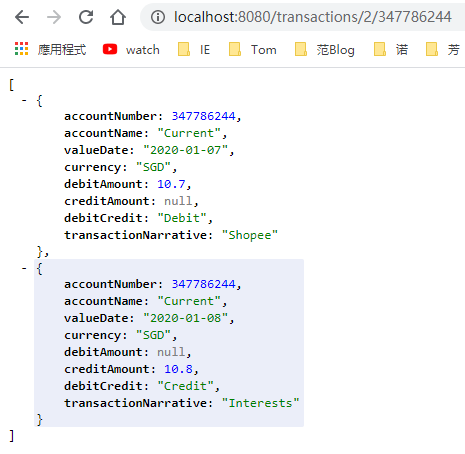 localhost:8080/transactions/2/347786244
應用程式 watch IE Tom 范Blog 諾 芳
[
- {
accountNumber: 347786244,
accountName: "Current",
valueDate: "2020-01-07",
currency: "SGD",
debitAmount: 10.7,
creditAmount: null,
debitCredit: "Debit",
transactionNarrative: "Shopee"
},
- {
accountNumber: 347786244,
accountName: "Current",
valueDate: "2020-01-08",
currency: "SGD",
debitAmount: null,
creditAmount: 10.8,
debitCredit: "Credit",
transactionNarrative: "Interests"
}
]